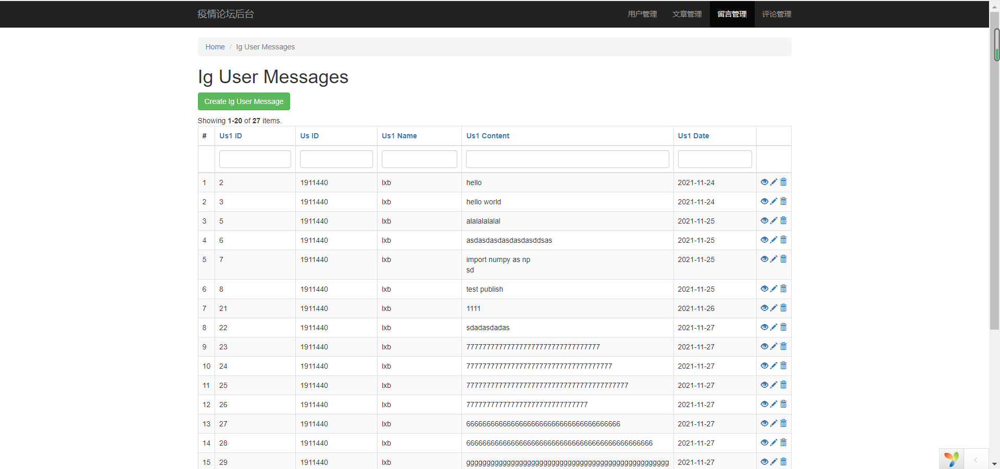 疫情论坛后台 用户管理 文章管理 留言管理 评论管理
Home / Ig User Messages
Ig User Messages
Create Ig User Message
Showing 1-20 of 27 items.
# Us1 ID Us ID Us1 Name Us1 Content Us1 Date
1 2 1911440 lxb hello 2021-11-24
2 3 1911440 lxb hello world 2021-11-24
3 5 1911440 lxb alalalalalal 2021-11-25
4 6 1911440 lxb asdasdasdasdasdasddsas 2021-11-25
5 7 1911440 lxb import numpy as np 2021-11-25
sd
6 8 1911440 lxb test publish 2021-11-25
7 21 1911440 lxb 1111 2021-11-26
8 22 1911440 lxb sdadasdadas 2021-11-27
9 23 1911440 lxb 777777777777777777777777777777777 2021-11-27
10 24 1911440 lxb 777777777777777777777777777777777777 2021-11-27
11 25 1911440 lxb 7777777777777777777777777777777777777777 2021-11-27
12 26 1911440 lxb 777777777777777777777777777777 2021-11-27
13 27 1911440 lxb 66666666666666666666666666666666666666 2021-11-27
14 28 1911440 lxb 6666666666666666666666666666666666666666666666 2021-11-27
15 29 1911440 lxb gggggggggggggggggggggggggggggggggggggggggggggggggg 2021-11-27